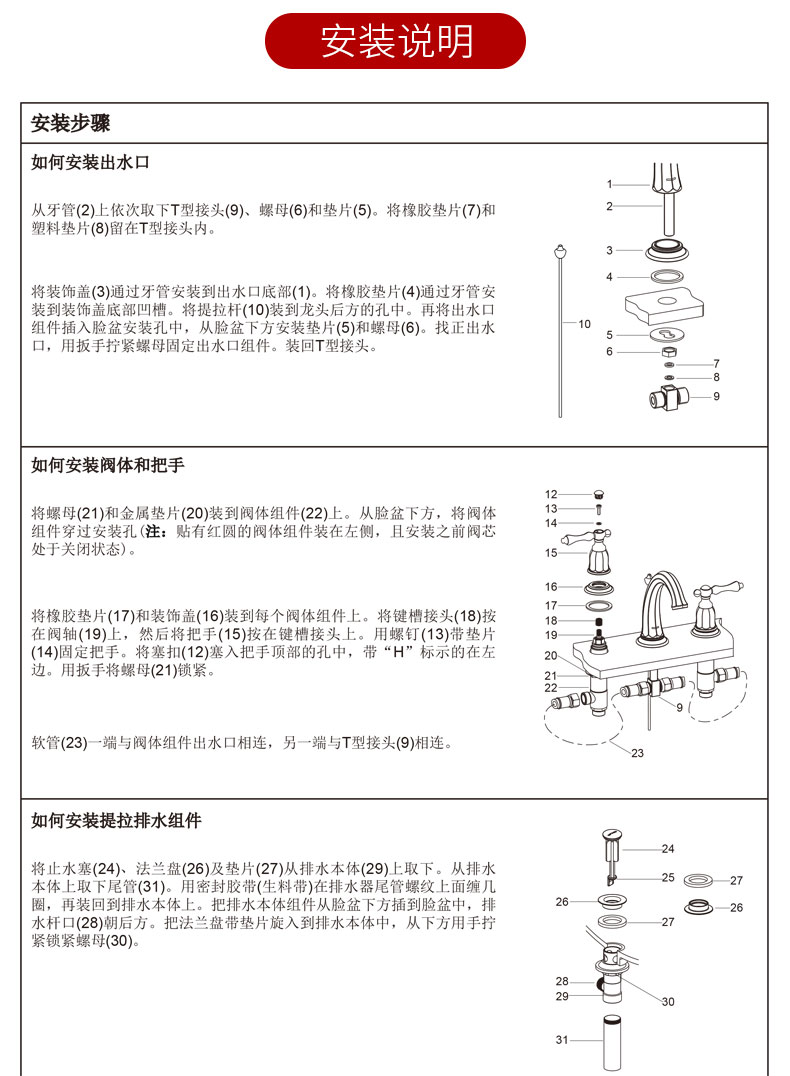 安装说明
安装步骤
如何安装出水口
从牙管(2)上依次取下T型接头(9)、螺母(6)和垫片(5)。将橡胶垫片(7)和
塑料垫片(8)留在T型接头内。
将装饰盖(3)通过牙管安装到出水口底部(1)。将橡胶垫片(4)通过牙管安
装到装饰盖底部凹槽。将提拉杆(10)装到龙头后方的孔中。再将出水口
组件插入脸盆安装孔中，从脸盆下方安装垫片(5)和螺母(6)。找正出水
口，用扳手拧紧螺母固定出水口组件。装回T型接头。
1
2
3
4
10
5
6
7
8
9
如何安装阀体和把手
将螺母(21)和金属垫片(20)装到阀体组件(22)上。从脸盆下方，将阀体
组件穿过安装孔(注：贴有红圆的阀体组件装在左侧，且安装之前阀芯
处于关闭状态)。
将橡胶垫片(17)和装饰盖(16)装到每个阀体组件上。将键槽接头(18)按
在阀轴(19)上，然后将把手(15)按在键槽接头上。用螺钉(13)带垫片
(14)固定把手。将塞扣(12)塞入把手顶部的孔中，带“H”标示的在左
边。用扳手将螺母(21)锁紧。
软管(23)一端与阀体组件出水口相连，另一端与T型接头(9)相连。
12
13
14
15
16
17
18
19
20
21
22
9
23
如何安装提拉排水组件
将止水塞(24)、法兰盘(26)及垫片(27)从排水本体(29)上取下。从排水
本体上取下尾管(31)。用密封胶带(生料带)在排水器尾管螺纹上面缠几
圈，再装回到排水本体上。把排水本体组件从脸盆下方插到脸盆中，排
水杆口(28)朝后方。把法兰盘带垫片旋入到排水本体中，从下方用手拧
紧锁紧螺母(30)。
24
25
27
26
26
27
28
29
30
31